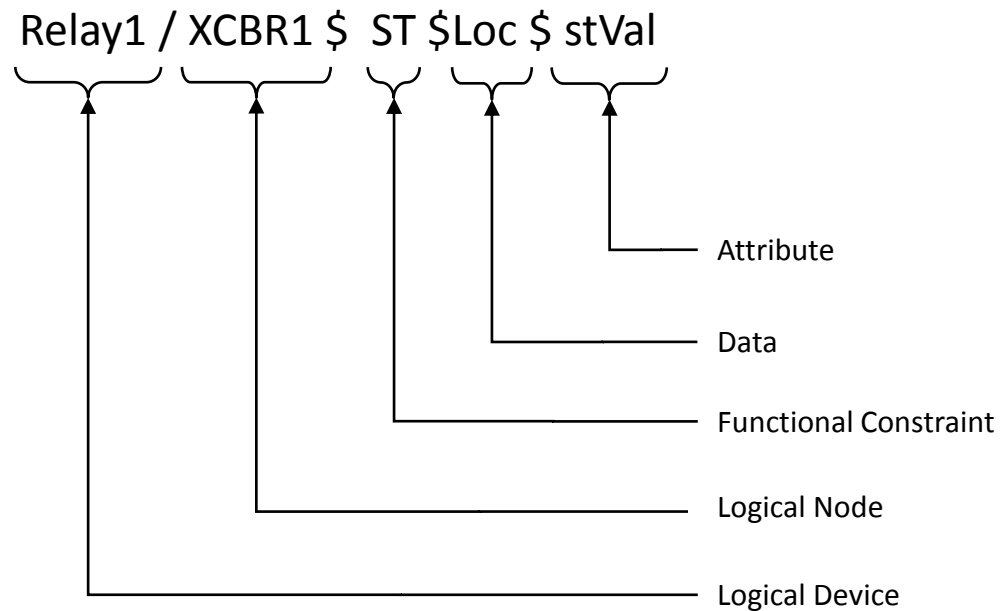 Relay1 / XCBR1 $ ST $Loc $ stVal
Attribute
Data
Functional Constraint
Logical Node
Logical Device